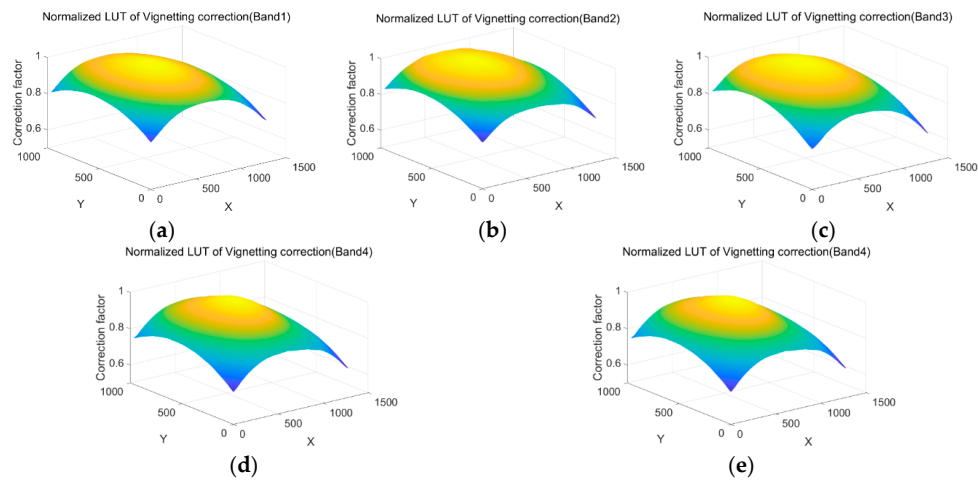 Normalized LUT of Vignetting correction(Band1)
1
0.8
0.6
Correction factor
1000
500
0
Y
0
500
1000
1500
X
(a)
Normalized LUT of Vignetting correction(Band2)
1
0.8
0.6
Correction factor
1000
500
0
Y
0
500
1000
1500
X
(b)
Normalized LUT of Vignetting correction(Band3)
1
0.8
0.6
Correction factor
1000
500
0
Y
0
500
1000
1500
X
(c)
Normalized LUT of Vignetting correction(Band4)
1
0.8
0.6
Correction factor
1000
500
0
Y
0
500
1000
1500
X
(d)
Normalized LUT of Vignetting correction(Band4)
1
0.8
0.6
Correction factor
1000
500
0
Y
0
500
1000
1500
X
(e)